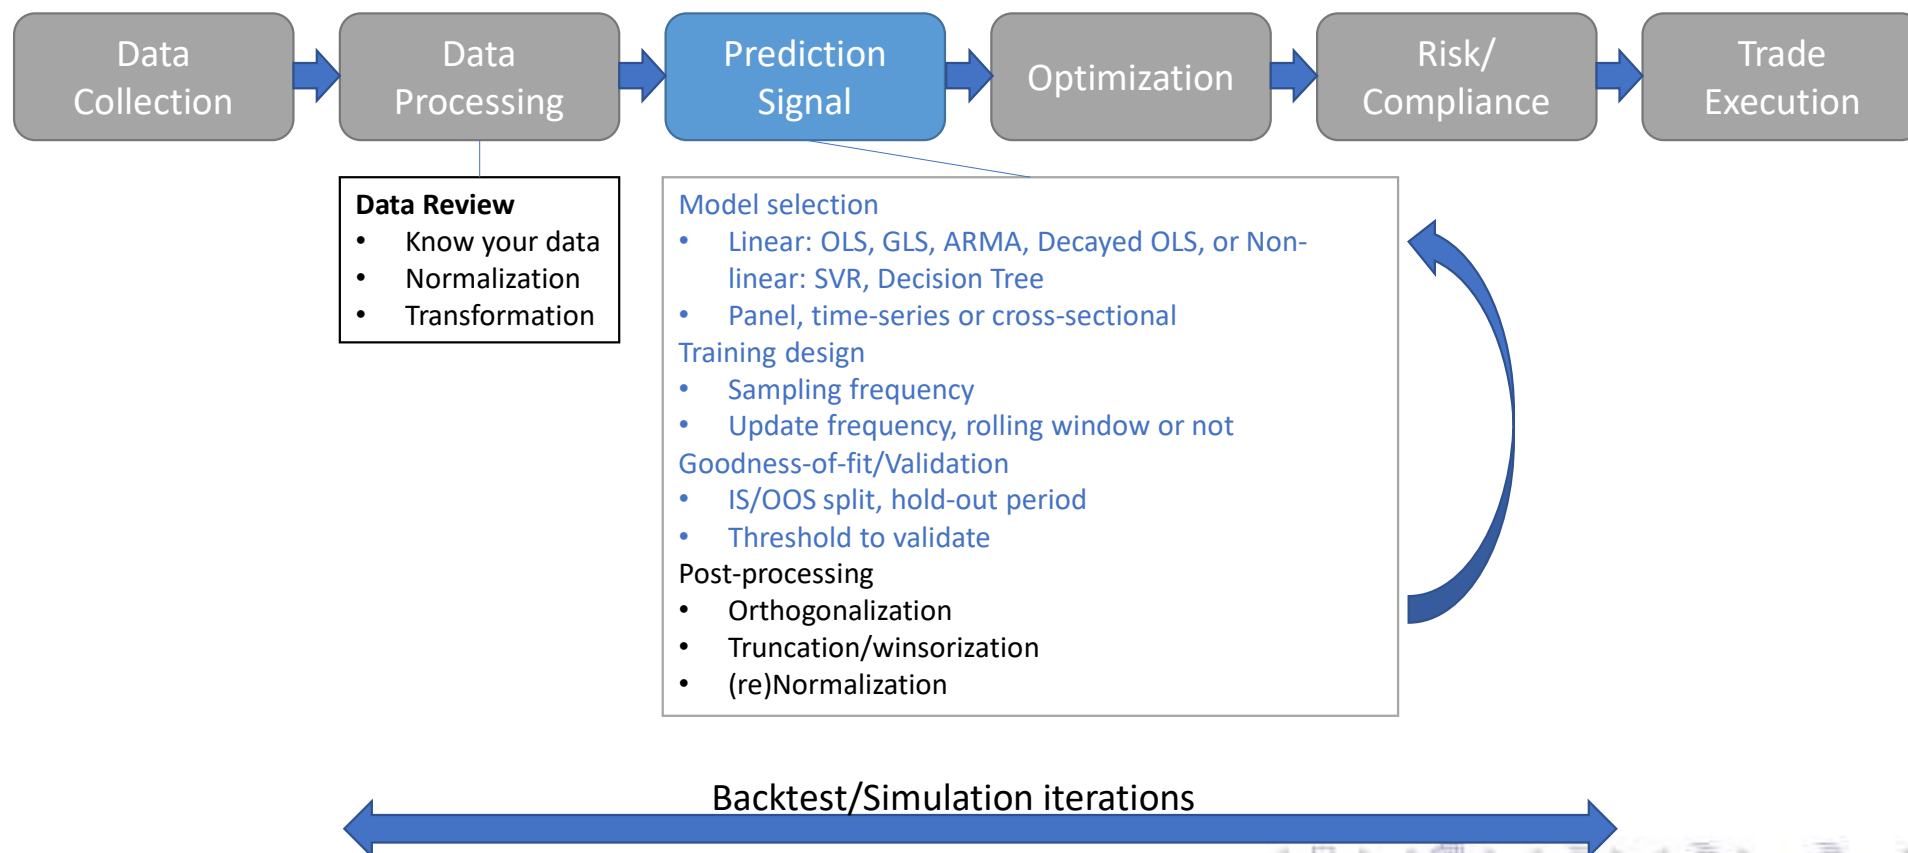 Data
Collection
Data
Processing
Prediction
Signal
Optimization
Risk/
Compliance
Trade
Execution
Data Review
• Know your data
• Normalization
• Transformation
Model selection
• Linear: OLS, GLS, ARMA, Decayed OLS, or Non-
linear: SVR, Decision Tree
• Panel, time-series or cross-sectional
Training design
• Sampling frequency
• Update frequency, rolling window or not
Goodness-of-fit/Validation
• IS/OOS split, hold-out period
• Threshold to validate
Post-processing
• Orthogonalization
• Truncation/winsorization
• (re)Normalization
Backtest/Simulation iterations